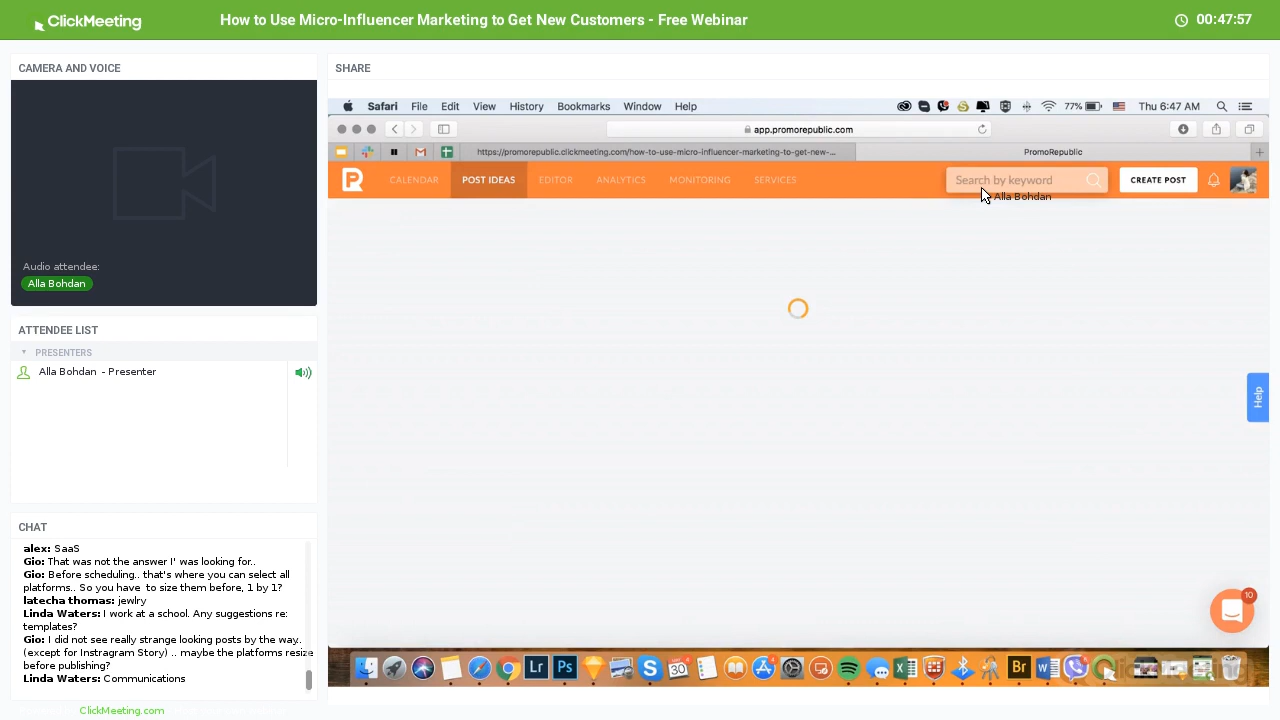 ClickMeeting
How to Use Micro-Influencer Marketing to Get New Customers - Free Webinar
00:47:57
CAMERA AND VOICE
Audio attendee:
Alla Bohdan
ATTENDEE LIST
PRESENTERS
Alla Bohdan - Presenter
CHAT
alex: SaaS
Gio: That was not the answer I' was looking for..
Gio: Before scheduling.. that's where you can select all
platforms.. So you have to size them before, 1 by 1?
latecha thomas: jewlry
Linda Waters: I work at a school. Any suggestions re:
templates?
Gio: I did not see really strange looking posts by the way..
(except for Instragram Story) .. maybe the platforms resize
before publishing?
Linda Waters: Communications
ClickMeeting.com
SHARE
Safari File Edit View History Bookmarks Window Help
77% Thu 6:47 AM
app.promorepublic.com
https://promorepublic.clickmeeting.com/how-to-use-micro-influencer-marketing-to-get-new-...
PromoRepublic
CALENDAR POST IDEAS EDITOR ANALYTICS MONITORING SERVICES
Search by keyword
CREATE POST
Alla Bohdan
Help
10
Lr Ps 30 Br